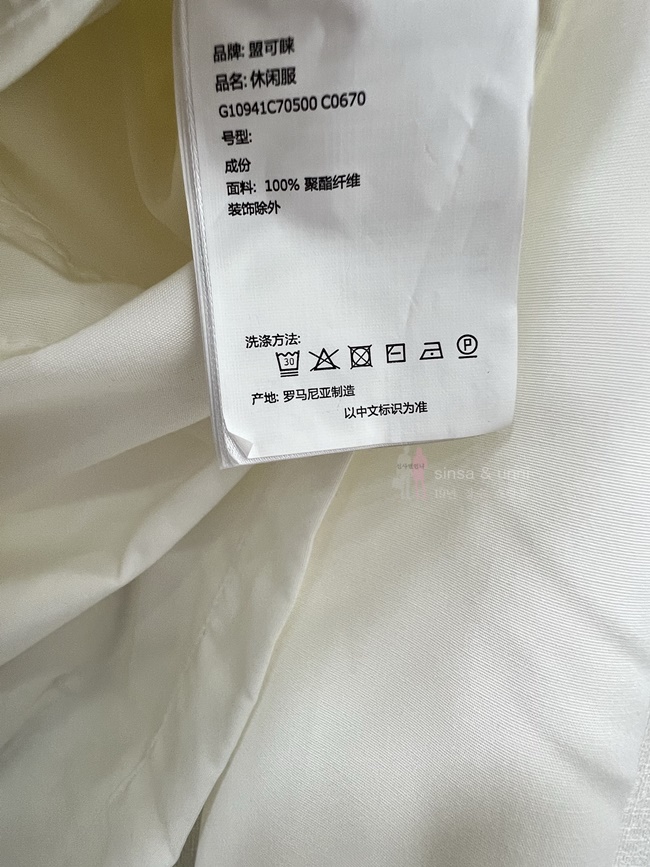 品牌: 盟可睐
品名: 休闲服
G10941C70500 C0670
号型:
成份
面料: 100% 聚酯纤维
装饰除外
洗涤方法:
30
P
产地: 罗马尼亚制造
以中文标识为准
sinsa & unni